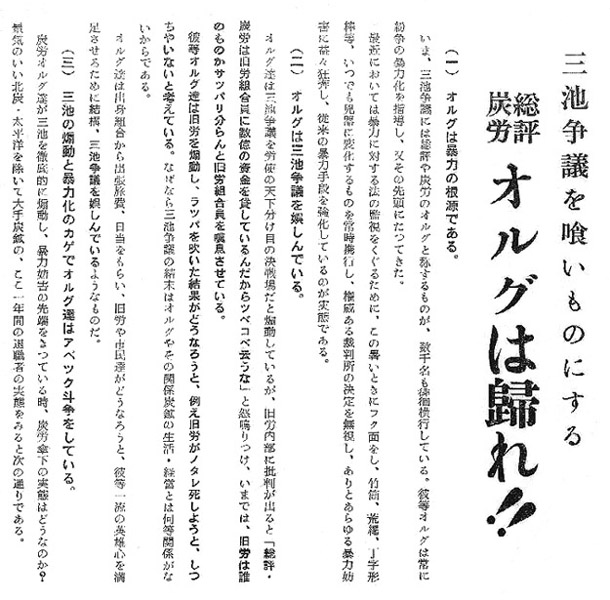 三池争議を喰いものにする
総評
炭労
オルグは歸れ!!
（一）　オルグは暴力の根源である。
いま、三池争議には総評や炭労のオルグと称するものが、数千名も徘徊横行している。彼等オルグは常に
紛争の暴力化を指導し、又その先頭にたつてきた。
最近においては暴力に対する法の監視をくぐるために、この暑いときにフク面をし、竹筒、荒縄、丁字形
棒等、いつでも兇器に変化するものを常時携行し、権威ある裁判所の決定を無視し、ありとあらゆる暴力妨
害に益々狂奔し、従来の暴力手段を強化しているのが実態である。
（二）　オルグは三池争議を娯しんでいる。
オルグ達は三池争議を労使の天下分け目の決戦場だと煽動しているが、旧労内部に批判が出ると「総評・
炭労は旧労組合員に数億の資金を貸しているんだからツベコベ云うな」と怒鳴りつけ、いまでは、旧労は誰
のものかサツパリ分らんと旧労組合員を嘆息させている。
彼等オルグ達は旧労を煽動し、ラツパを吹いた結果がどうなろうと、例え旧労がノタレ死しようと、しつ
ちやいないと考えている。なぜなら三池争議の結末はオルグやその関係炭鉱の生活・経営とは何等関係がな
いからである。
オルグ達は出身組合から出張旅費、日当をもらい、旧労や市民達がどうなろうと、彼等一流の英雄心を満
足させるために結構、三池争議を娯しんでいるようなものだ。
（三）　三池の煽動と暴力化のカゲでオルグ達はアベック斗争をしている。
炭労オルグ達が三池を徹底的に煽動し、暴力妨害の先端をきつている時、炭労傘下の実態はどうなのか？
景気のいい北炭・太平洋を除いて大手炭鉱の、ここ一年間の退職者の実態をみると次の通りである。